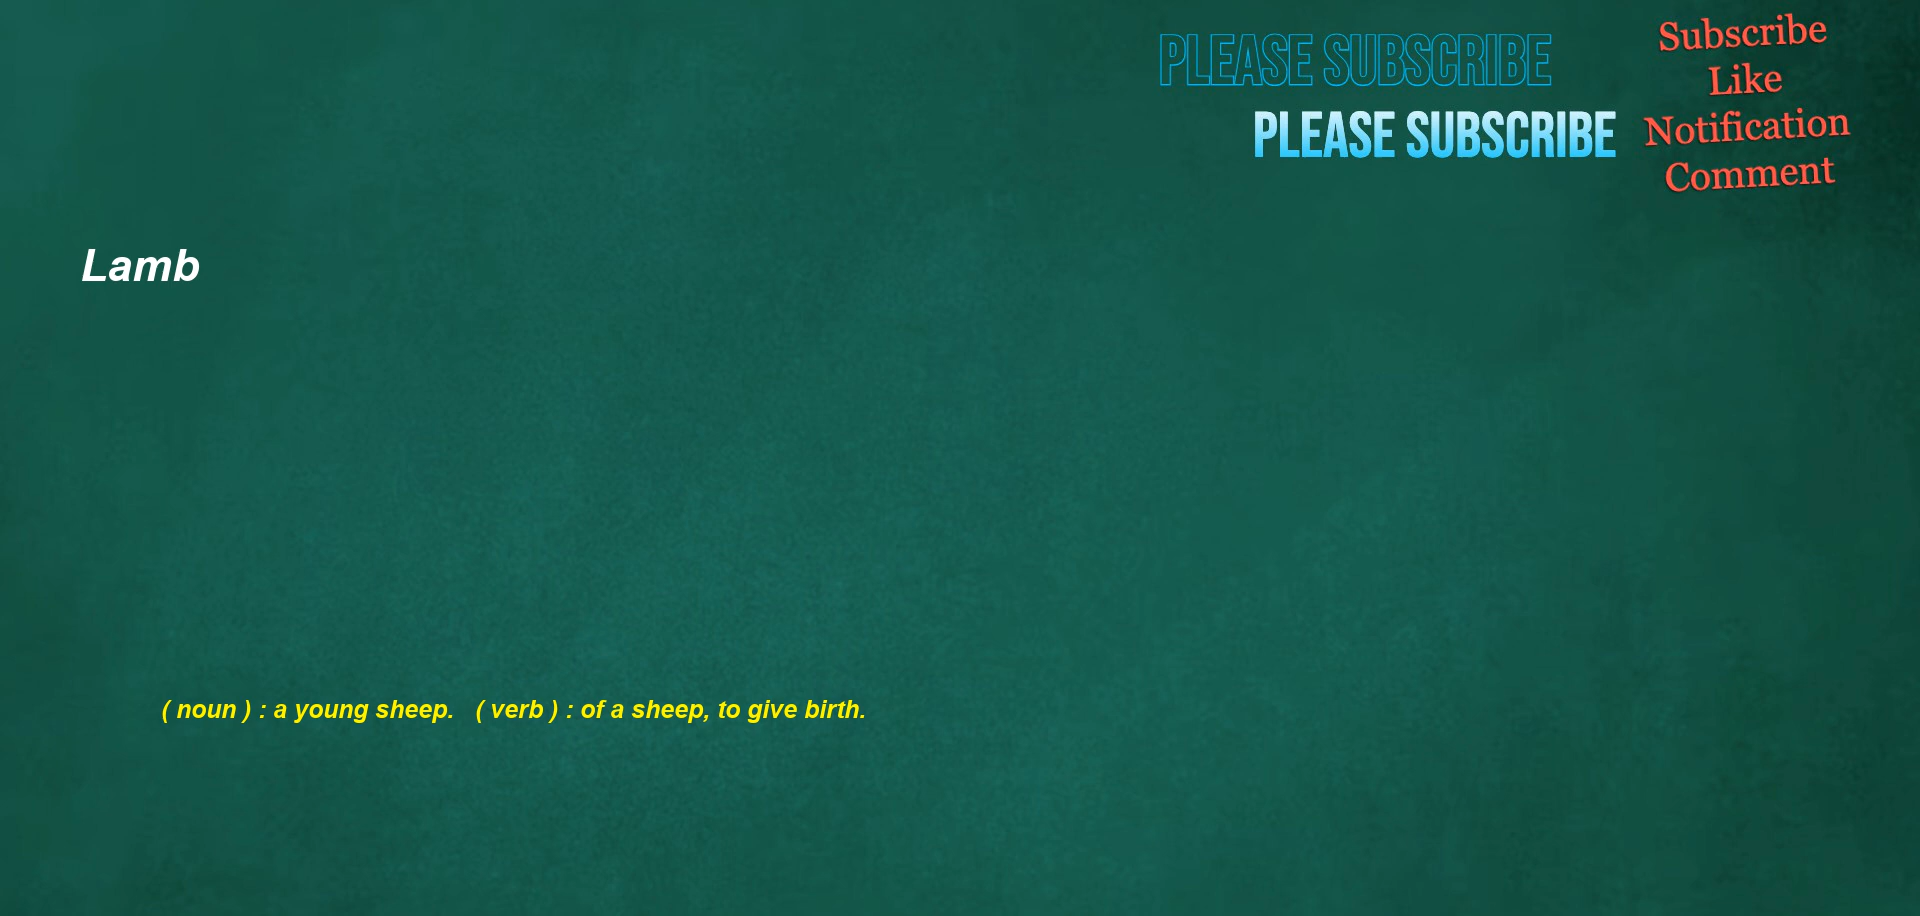 PLEASE SUBSCRIBE
PLEASE SUBSCRIBE
Subscribe
Like
Notification
Comment
Lamb
( noun ) : a young sheep. ( verb ) : of a sheep, to give birth.